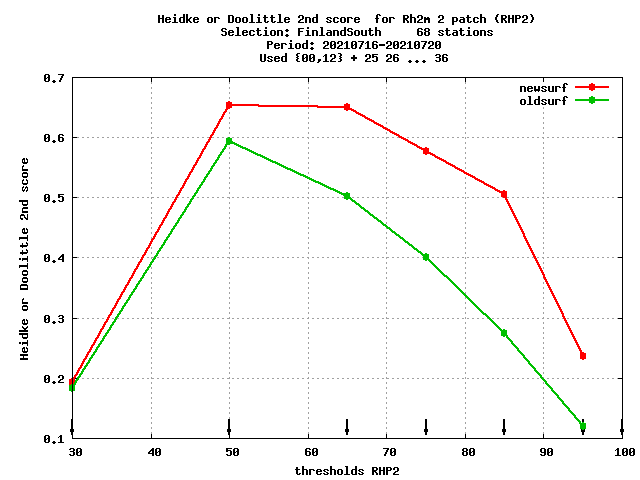 Heidke or Doolittle 2nd score  for Rh2m 2 patch (RHP2)
Selection: FinlandSouth     68 stations
Period: 20210716-20210720
Used {00,12} + 25 26 ... 36
newsurf
oldsurf
Heidke or Doolittle 2nd score
0.7
0.6
0.5
0.4
0.3
0.2
0.1
30 40 50 60 70 80 90 100
thresholds RHP2